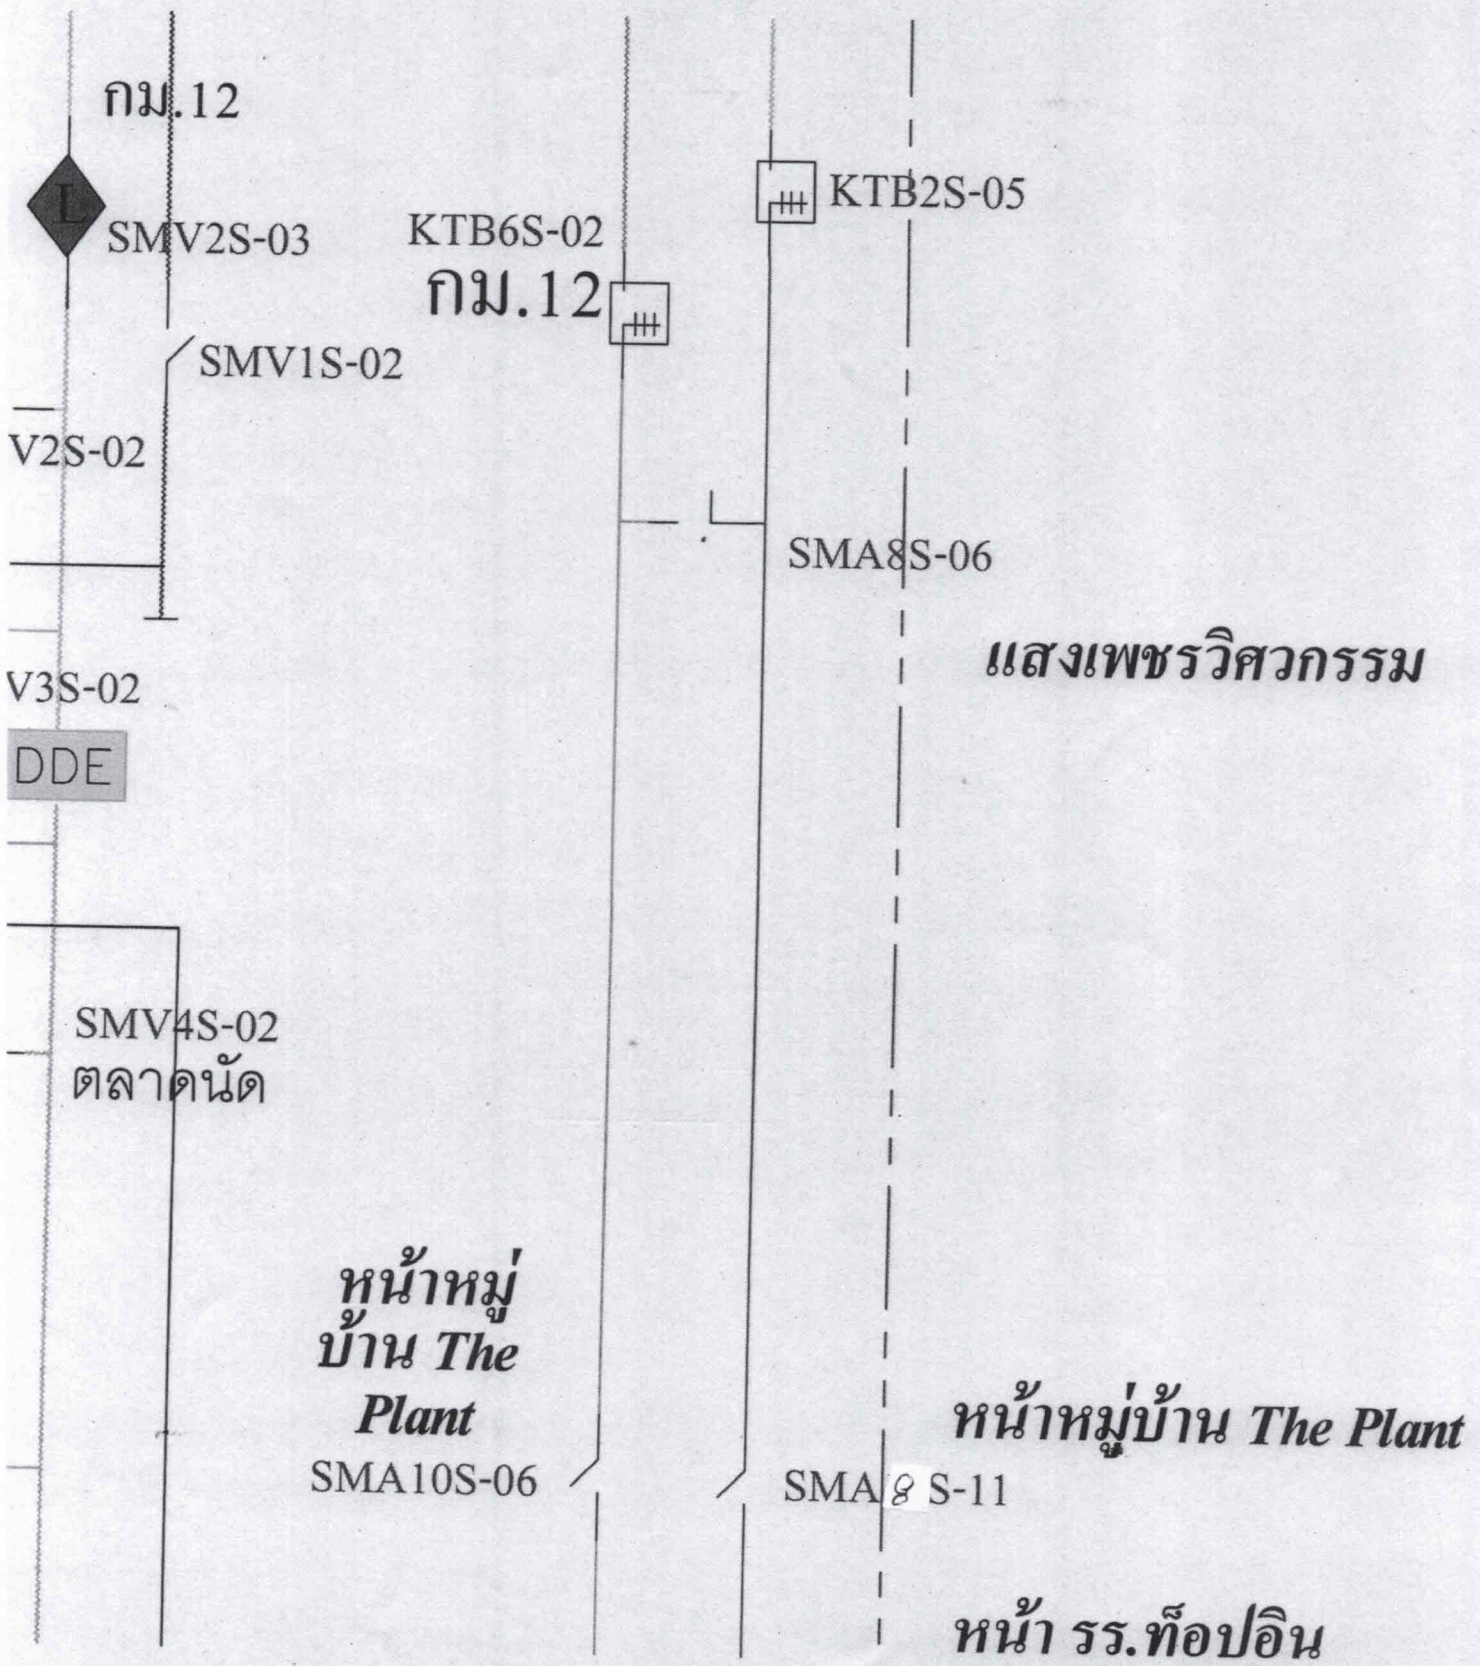 กม.12
L
SMV2S-03
KTB2S-05
KTB6S-02
กม.12
SMV1S-02
V2S-02
SMA8S-06
แสงเพชรวิศวกรรม
V3S-02
DDE
SMV4S-02
ตลาดนัด
หน้าหมู่
บ้าน The
Plant
SMA10S-06
หน้าหมู่บ้าน The Plant
SMA8S-11
หน้า รร.ท็อปอิน